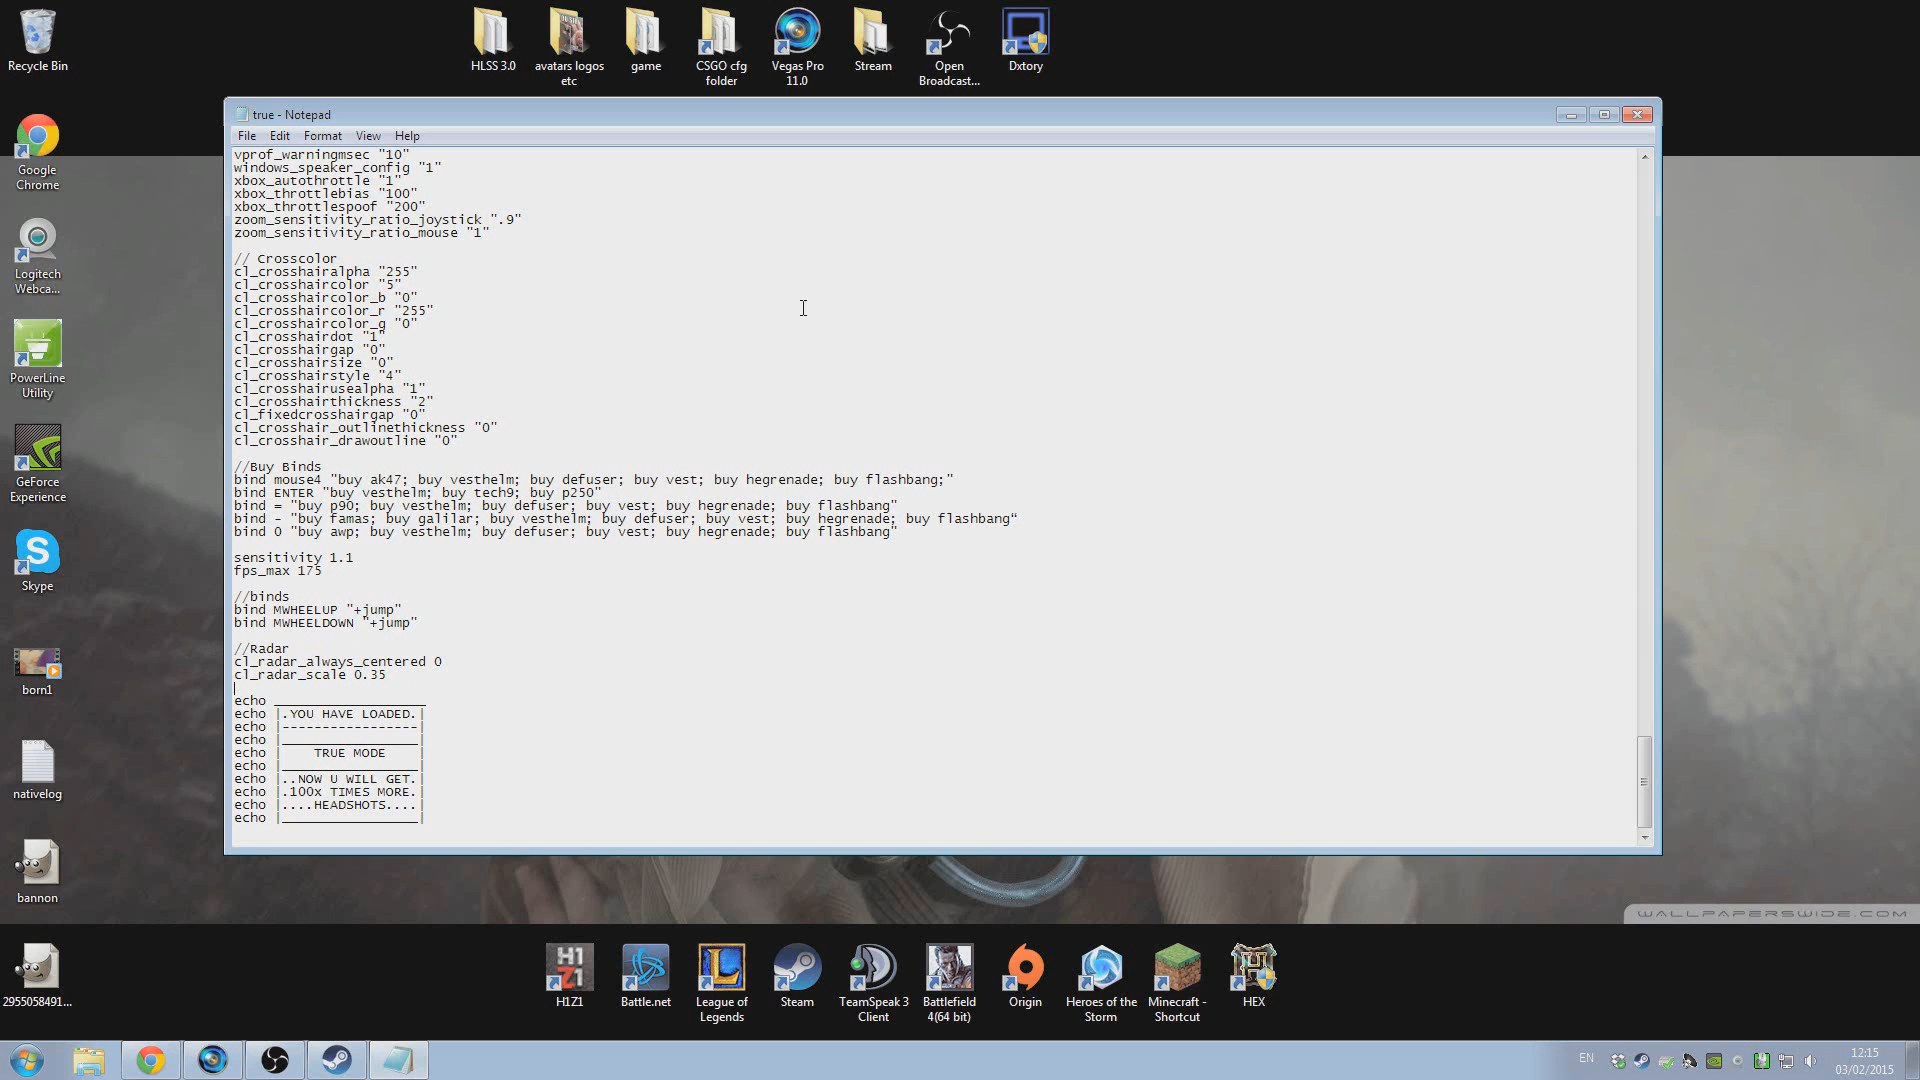 Recycle Bin
HLSS 3.0
avatars logos
etc
game
CSGO cfg
folder
Vegas Pro
11.0
Stream
Open
Broadcast...
Dxtory
Google
Chrome
Logitech
Webca...
PowerLine
Utility
GeForce
Experience
Skype
born1
nativelog
bannon
2955058491...
true - Notepad
File Edit Format View Help
vprof_warningmsec "10"
windows_speaker_config "1"
xbox_autothrottle "1"
xbox_throttlebias "100"
xbox_throttlespoof "200"
zoom_sensitivity_ratio_joystick ".9"
zoom_sensitivity_ratio_mouse "1"
// Crosscolor
cl_crosshairalpha "255"
cl_crosshaircolor "5"
cl_crosshaircolor_b "0"
cl_crosshaircolor_r "255"
cl_crosshaircolor_g "0"
cl_crosshairdot "1"
cl_crosshairgap "0"
cl_crosshairsize "0"
cl_crosshairstyle "4"
cl_crosshairusealpha "1"
cl_crosshairthickness "2"
cl_fixedcrosshairgap "0"
cl_crosshair_outlinethickness "0"
cl_crosshair_drawoutline "0"
//Buy Binds
bind mouse4 "buy ak47; buy vesthelm; buy defuser; buy vest; buy hegrenade; buy flashbang;"
bind ENTER "buy vesthelm; buy tech9; buy p250"
bind = "buy p90; buy vesthelm; buy defuser; buy vest; buy hegrenade; buy flashbang"
bind - "buy famas; buy galilar; buy vesthelm; buy defuser; buy vest; buy hegrenade; buy flashbang“
bind 0 "buy awp; buy vesthelm; buy defuser; buy vest; buy hegrenade; buy flashbang"
sensitivity 1.1
fps_max 175
//binds
bind MWHEELUP "+jump"
bind MWHEELDOWN "+jump"
//Radar
cl_radar_always_centered 0
cl_radar_scale 0.35
echo ___________________
echo |.YOU HAVE LOADED.|
echo |-----------------|
echo |_________________|
echo |    TRUE MODE    |
echo |_________________|
echo |..NOW U WILL GET.|
echo |.100x TIMES MORE.|
echo |....HEADSHOTS....|
echo |_________________|
WALLPAPERSWIDE.COM
H1Z1
Battle.net
League of
Legends
Steam
TeamSpeak 3
Client
Battlefield
4(64 bit)
Origin
Heroes of the
Storm
Minecraft -
Shortcut
HEX
EN
12:15
03/02/2015